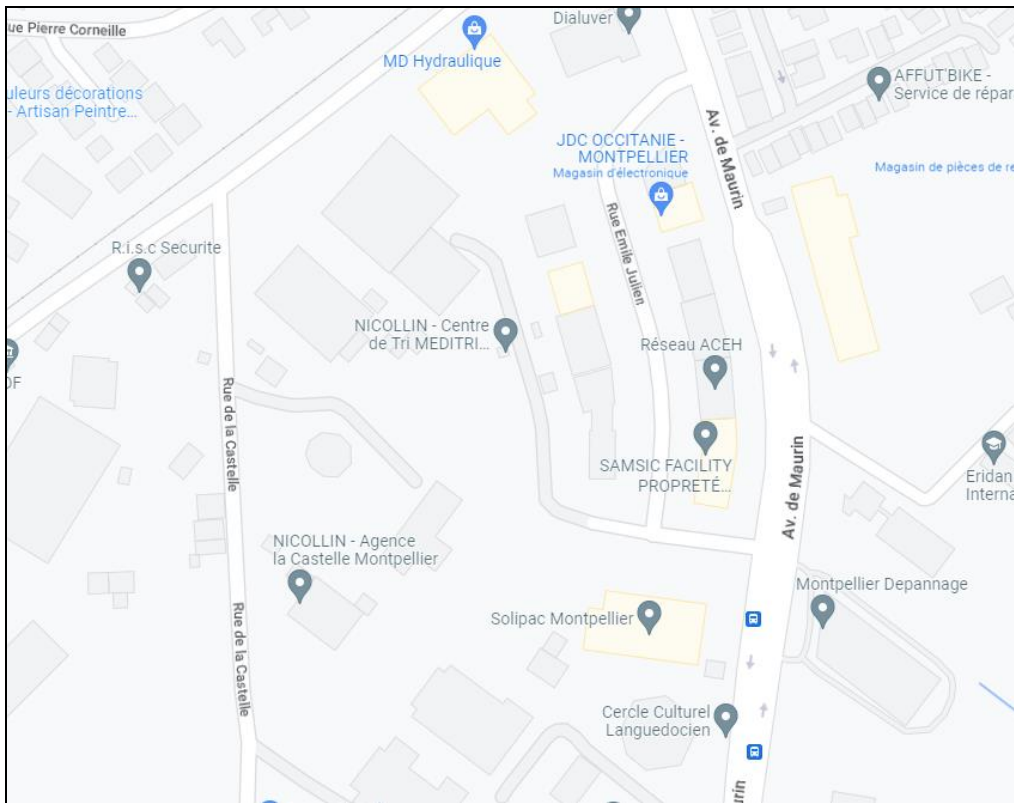 ue Pierre Corneille
Dialuver
MD Hydraulique
AFFUT'BIKE -
Service de répar
uleurs décorations
- Artisan Peintre...
Av. de Maurin
JDC OCCITANIE -
MONTPELLIER
Magasin d'électronique
Magasin de pièces de re
Rue Emile Julien
R.i.s.c Securite
NICOLLIN - Centre
de Tri MEDITRI...
Réseau ACEH
DF
Rue de la Castelle
SAMSIC FACILITY
PROPRETÉ...
Av. de Maurin
Eridan
Interna
NICOLLIN - Agence
la Castelle Montpellier
Montpellier Depannage
Solipac Montpellier
Rue de la Castelle
Cercle Culturel
Languedocien
urin